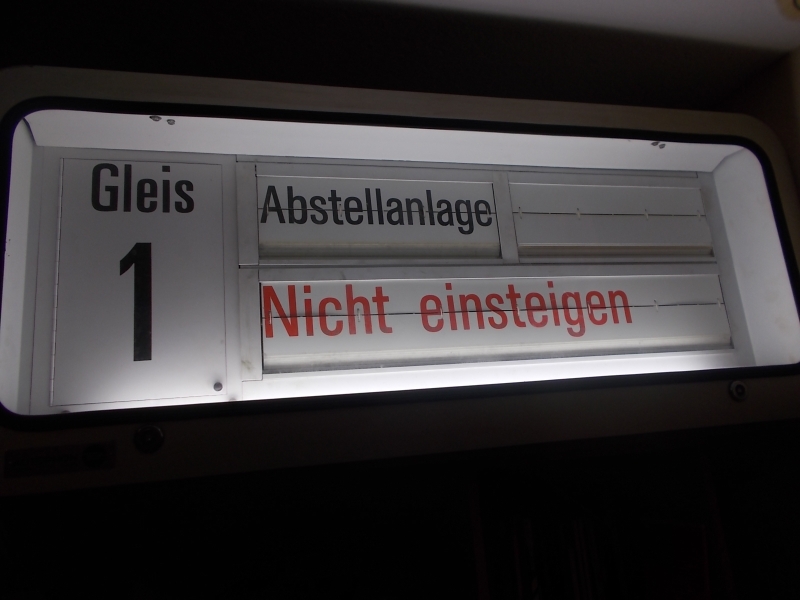 Gleis
1
Abstellanlage
Nicht einsteigen